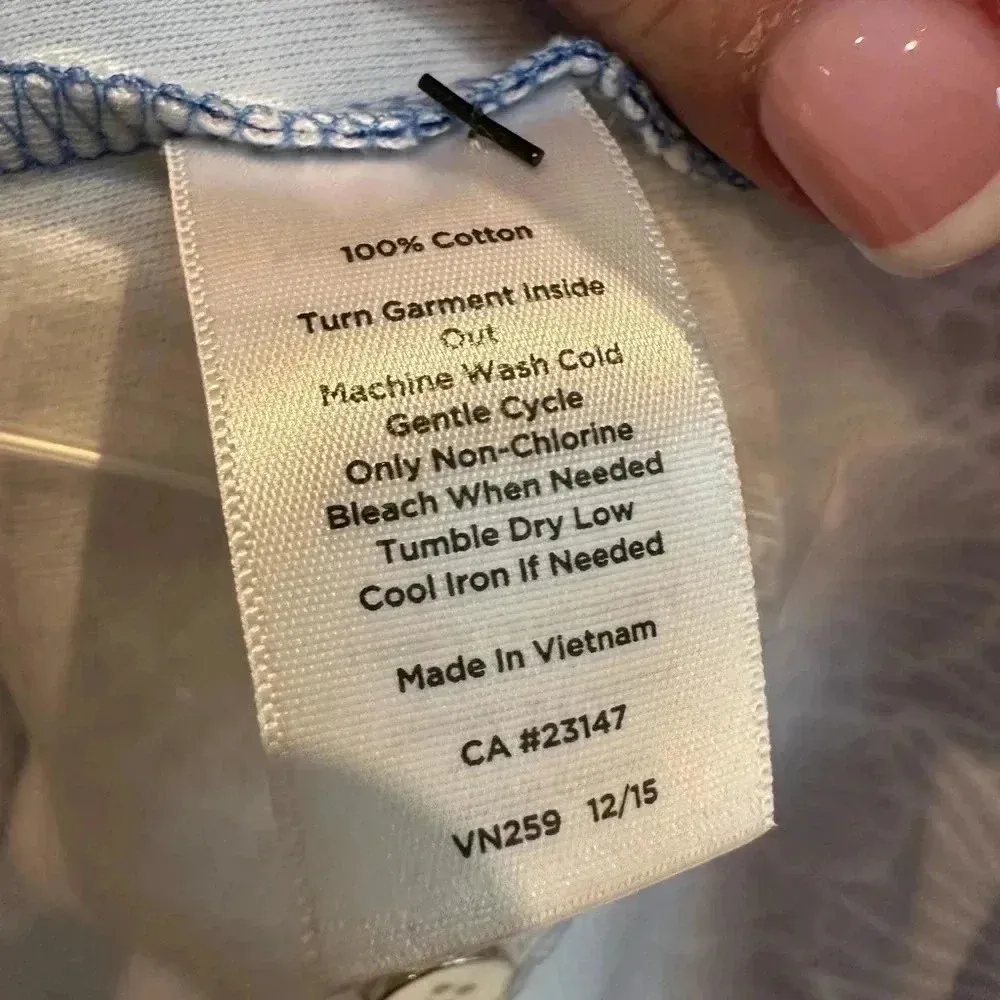 100% Cotton
Turn Garment Inside
Out
Machine Wash Cold
Gentle Cycle
Only Non-Chlorine
Bleach When Needed
Tumble Dry Low
Cool Iron If Needed
Made In Vietnam
CA #23147
VN259 12/15